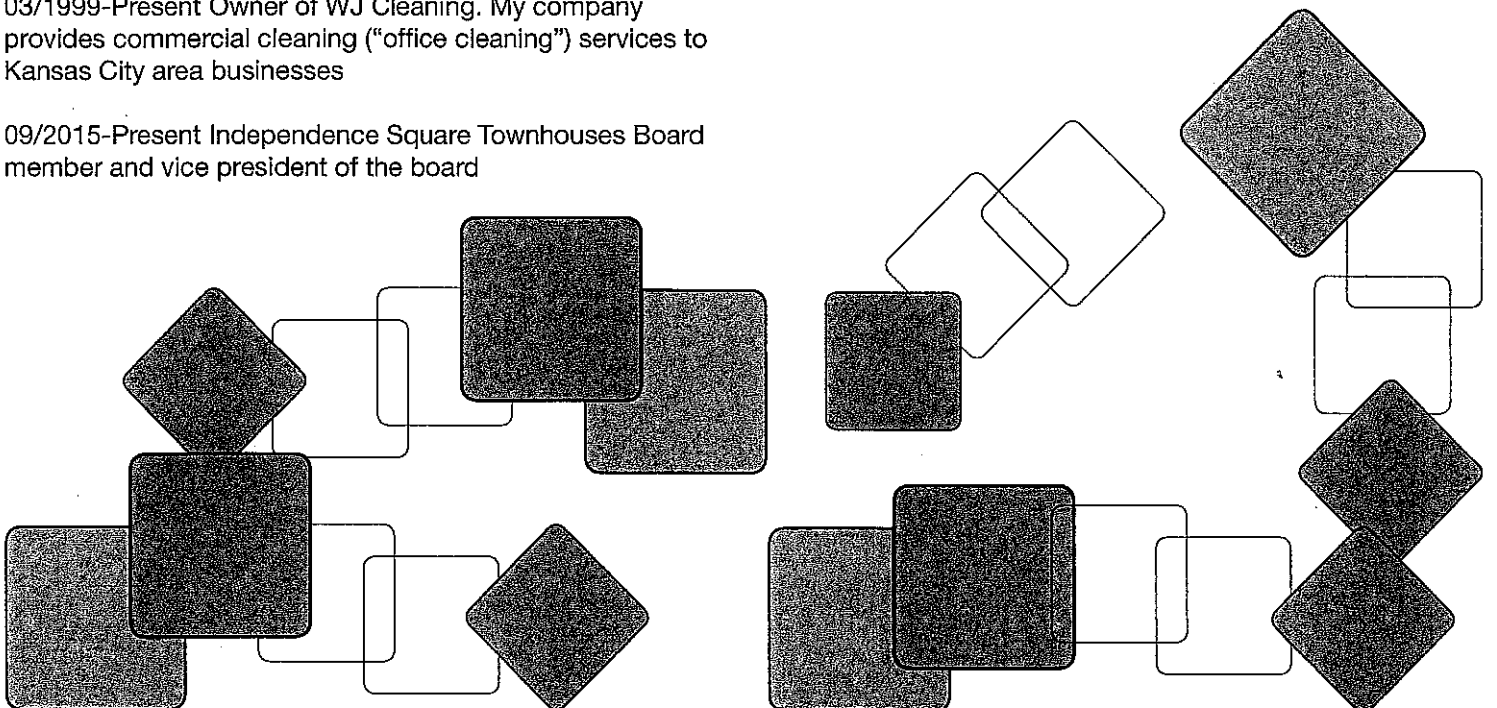 03/1999-Present Owner of WJ Cleaning. My company
provides commercial cleaning (“office cleaning”) services to
Kansas City area businesses
09/2015-Present Independence Square Townhouses Board
member and vice president of the board